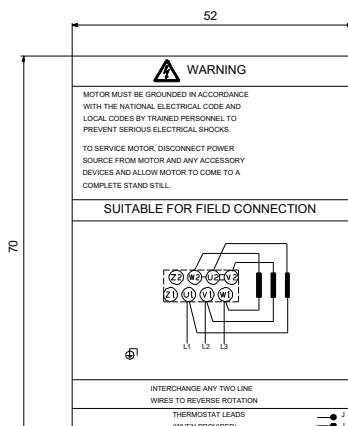 52
70
WARNING
MOTOR MUST BE GROUNDED IN ACCORDANCE
WITH THE NATIONAL ELECTRICAL CODE AND
LOCAL CODES BY TRAINED PERSONNEL TO
PREVENT SERIOUS ELECTRICAL SHOCKS.
TO SERVICE MOTOR, DISCONNECT POWER
SOURCE FROM MOTOR AND ANY ACCESSORY
DEVICES AND ALLOW MOTOR TO COME TO A
COMPLETE STAND STILL.
SUITABLE FOR FIELD CONNECTION
Z2 W2 U2 V2
Z1 U1 V1 W1
L1 L2 L3
INTERCHANGE ANY TWO LINE
WIRES TO REVERSE ROTATION
THERMOSTAT LEADS J
(WHEN PROVIDED) J